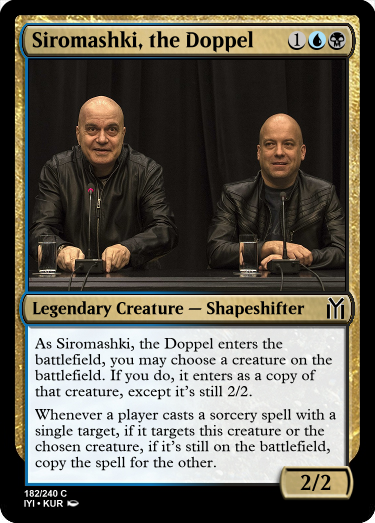 Siromashki, the Doppel 1
Legendary Creature — Shapeshifter
As Siromashki, the Doppel enters the
battlefield, you may choose a creature on the
battlefield. If you do, it enters as a copy of
that creature, except it's still 2/2.
Whenever a player casts a sorcery spell with a
single target, if it targets this creature or the
chosen creature, if it's still on the battlefield,
copy the spell for the other.
2/2
182/240 C
IYI • KUR